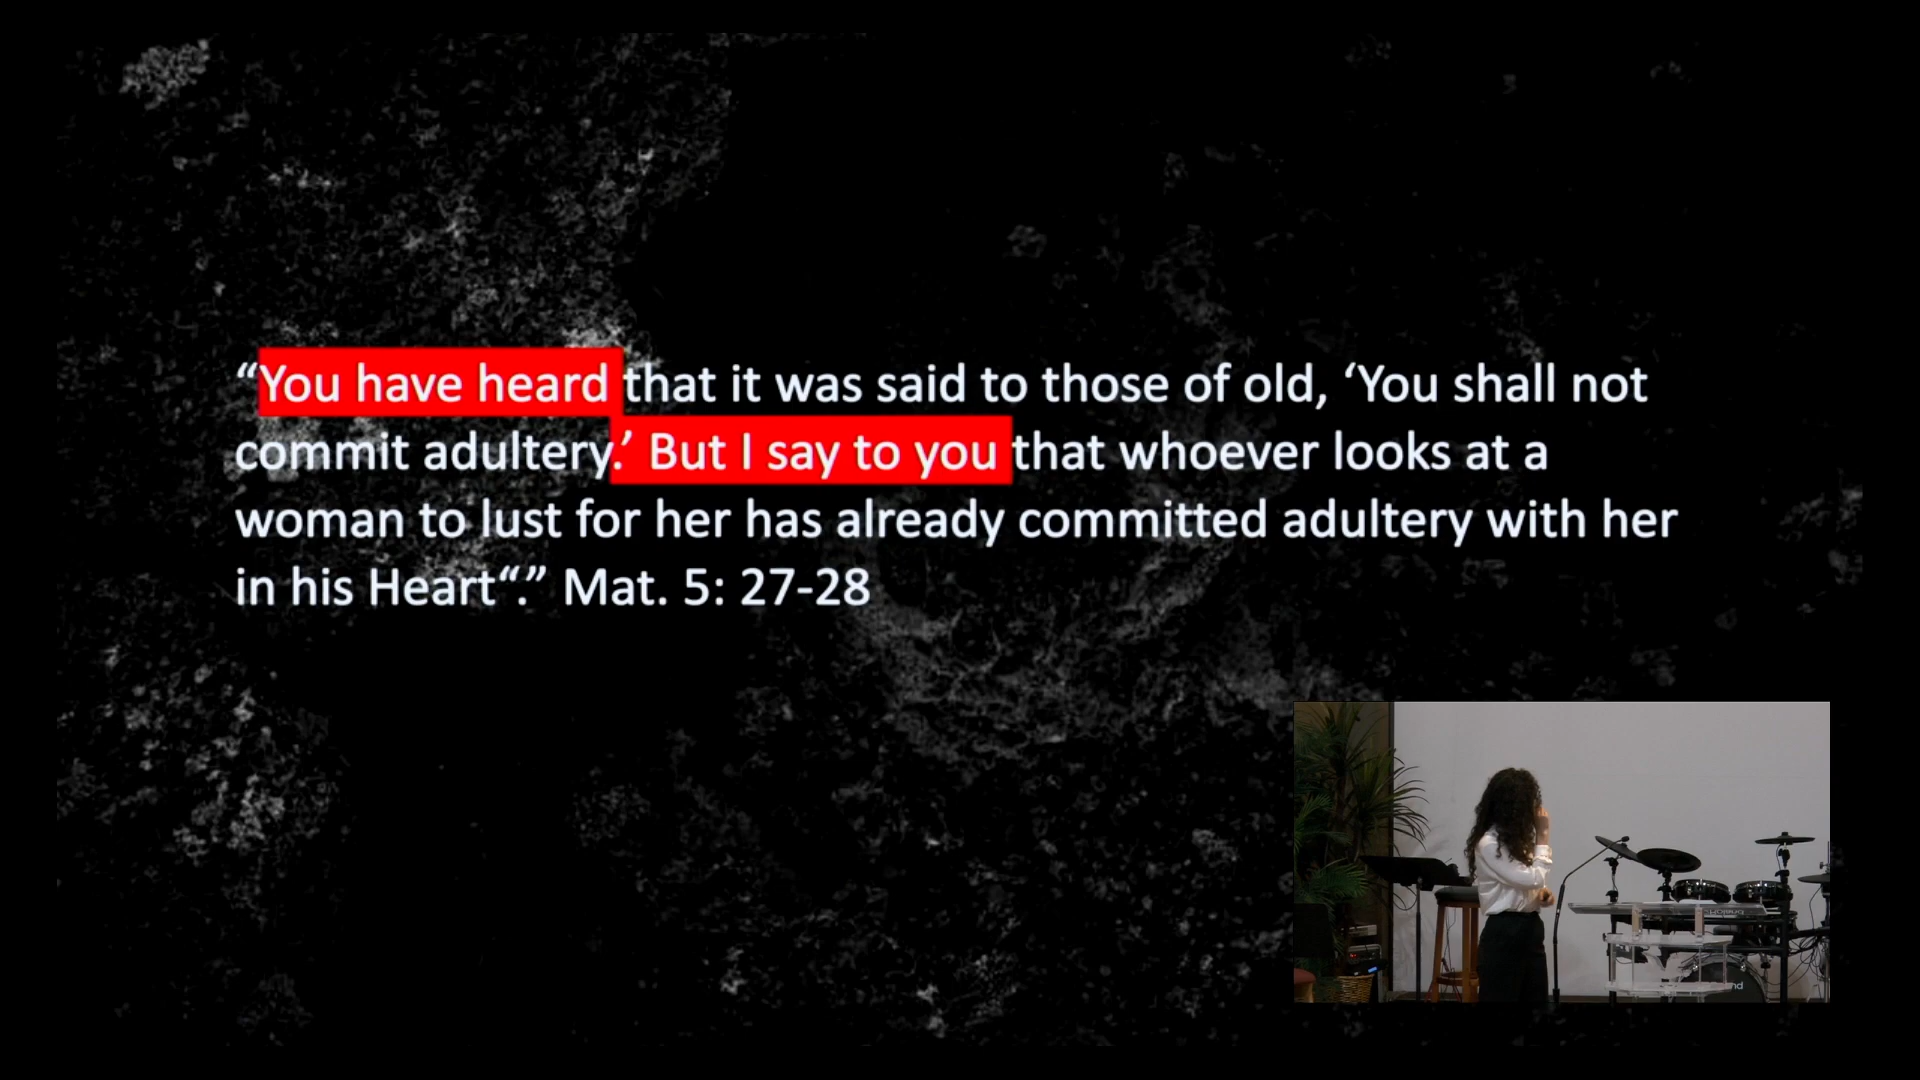 “You have heard that it was said to those of old, ‘You shall not
commit adultery.’ But I say to you that whoever looks at a
woman to lust for her has already committed adultery with her
in his Heart“.” Mat. 5: 27-28